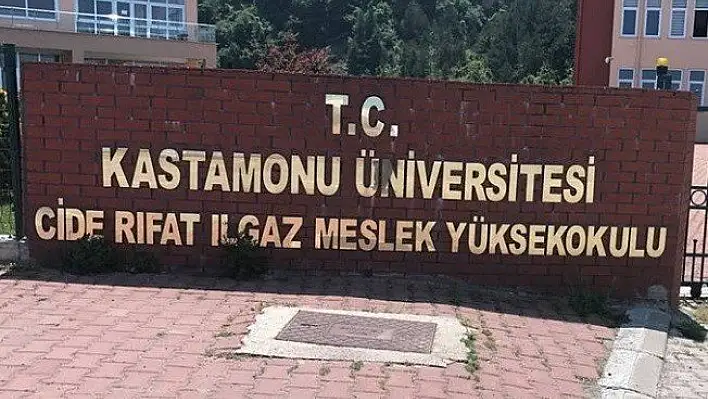 T.C.
KASTAMONU ÜNİVERSİTESİ
CİDE RIFAT ILGAZ MESLEK YÜKSEKOKULU